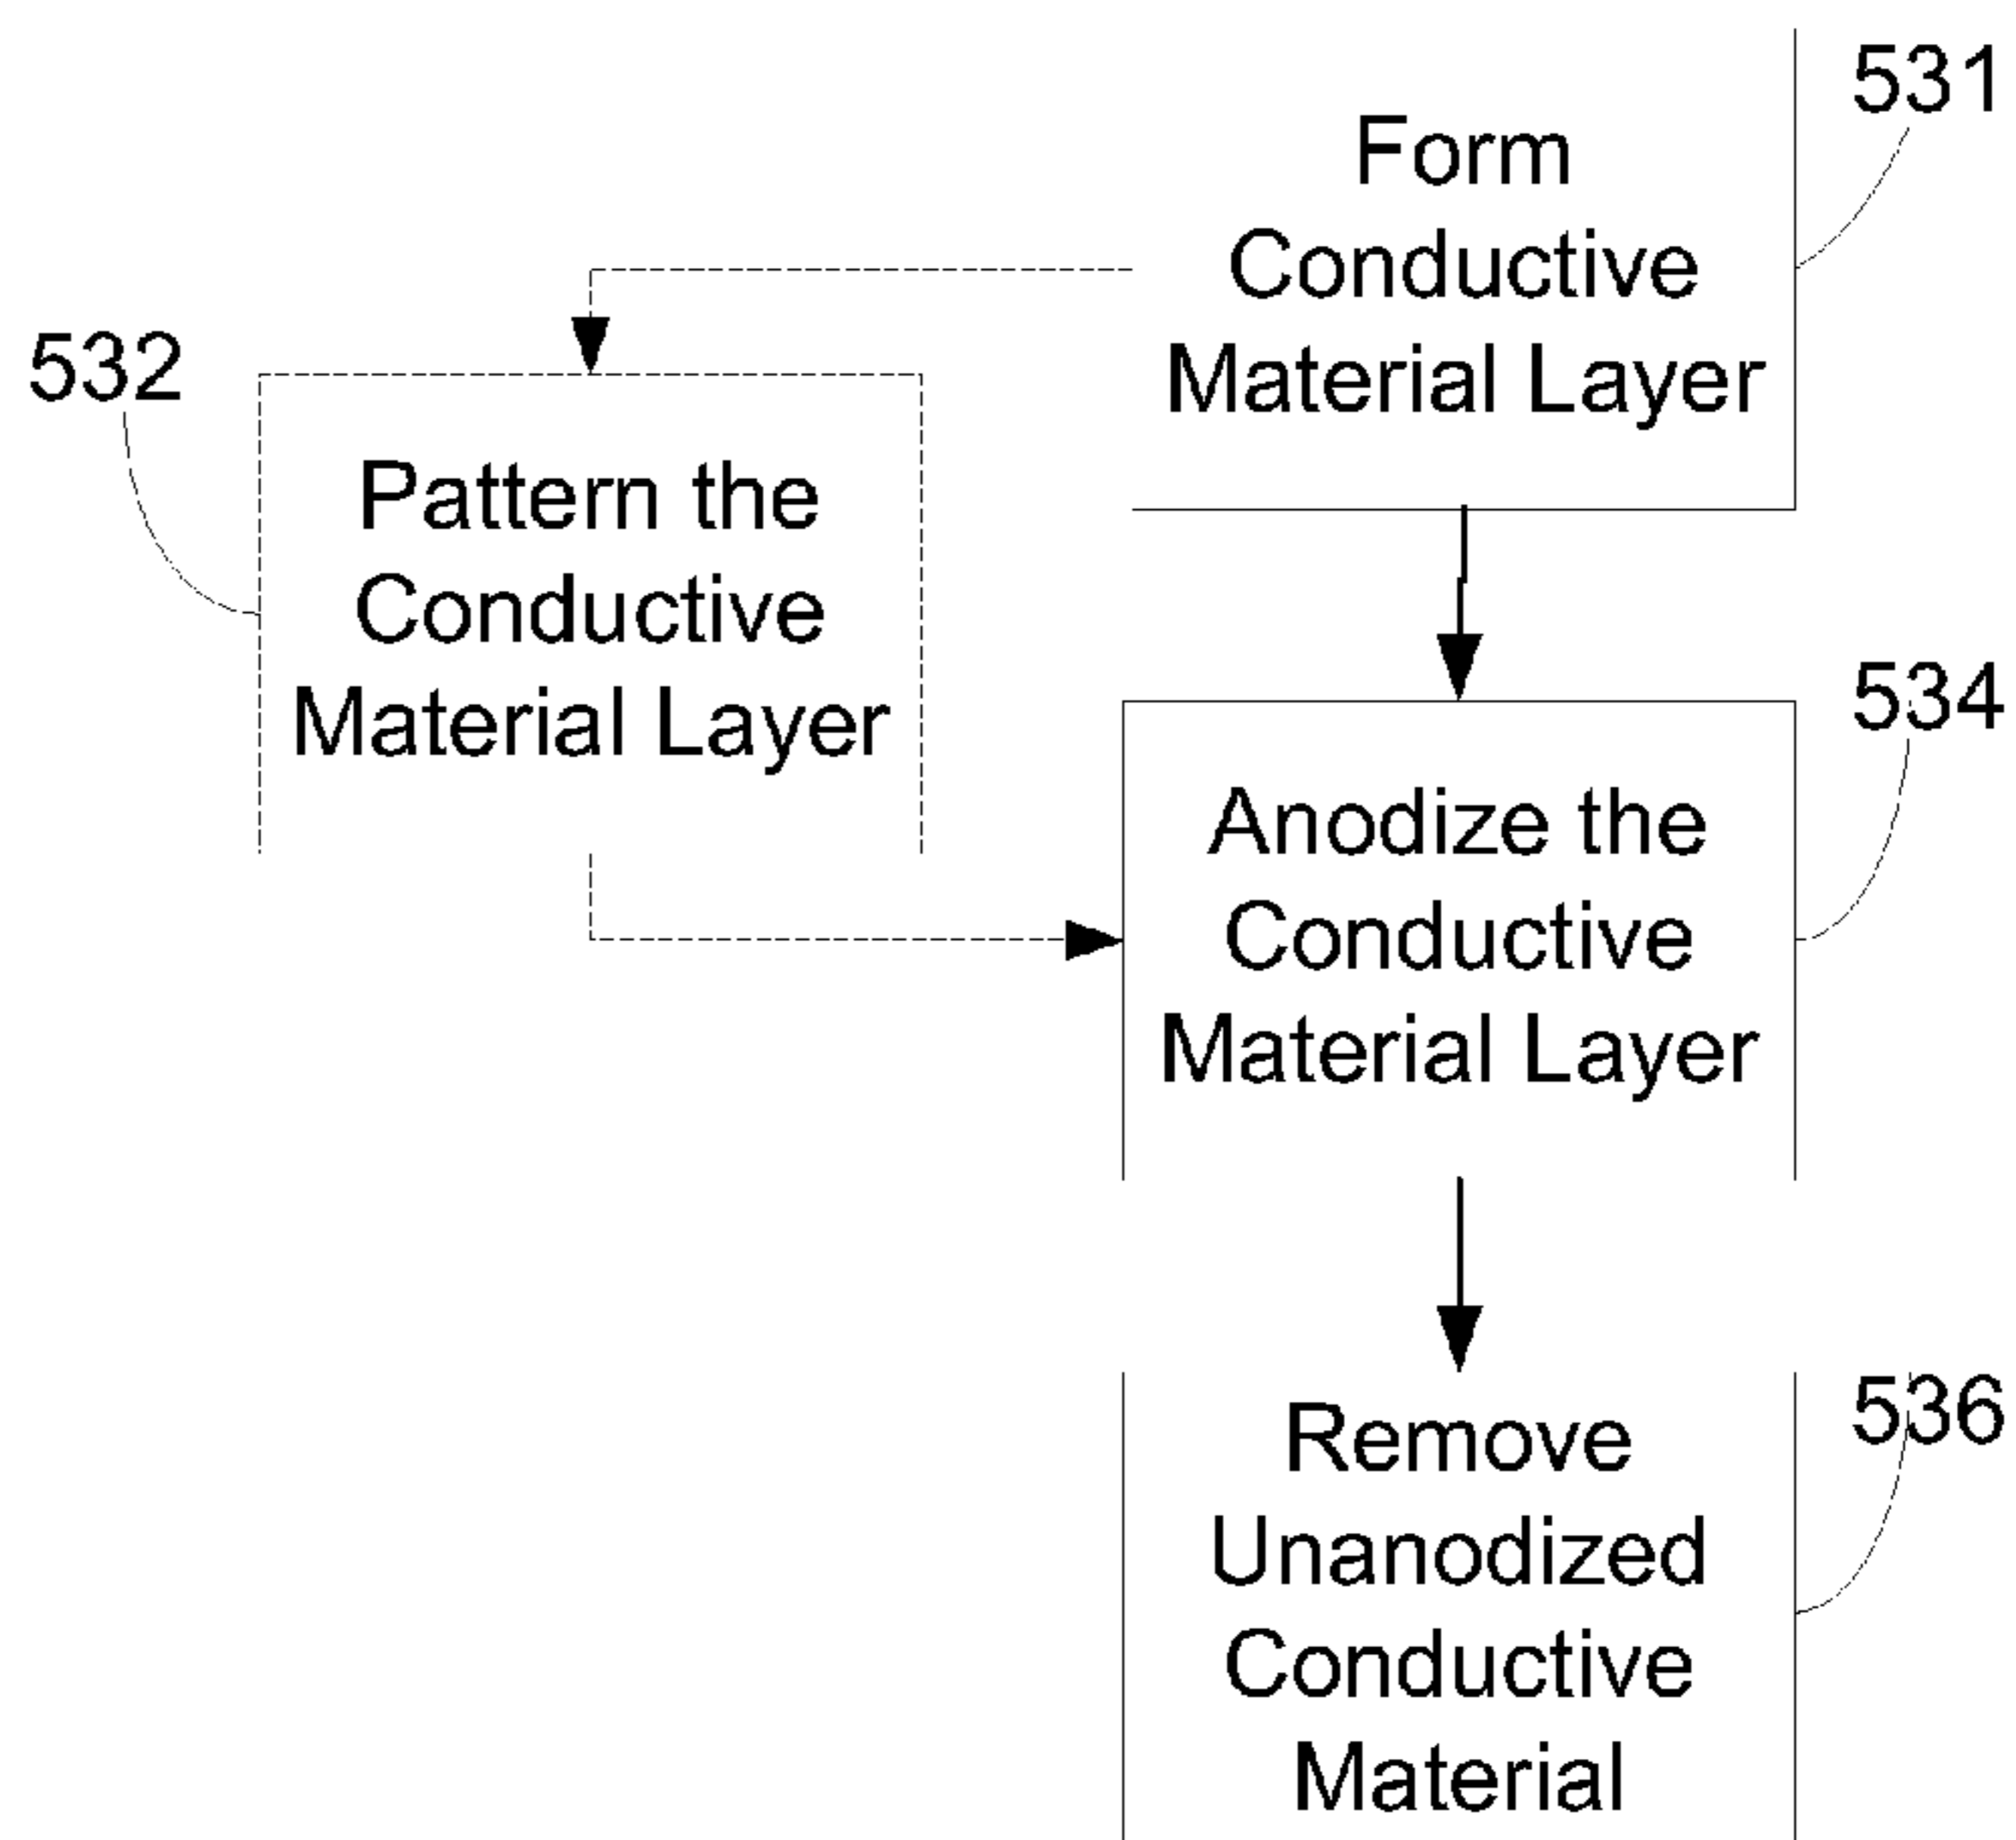 531
Form
Conductive
Material Layer
532
Pattern the
Conductive
Material Layer
534
Anodize the
Conductive
Material Layer
536
Remove
Unanodized
Conductive
Material